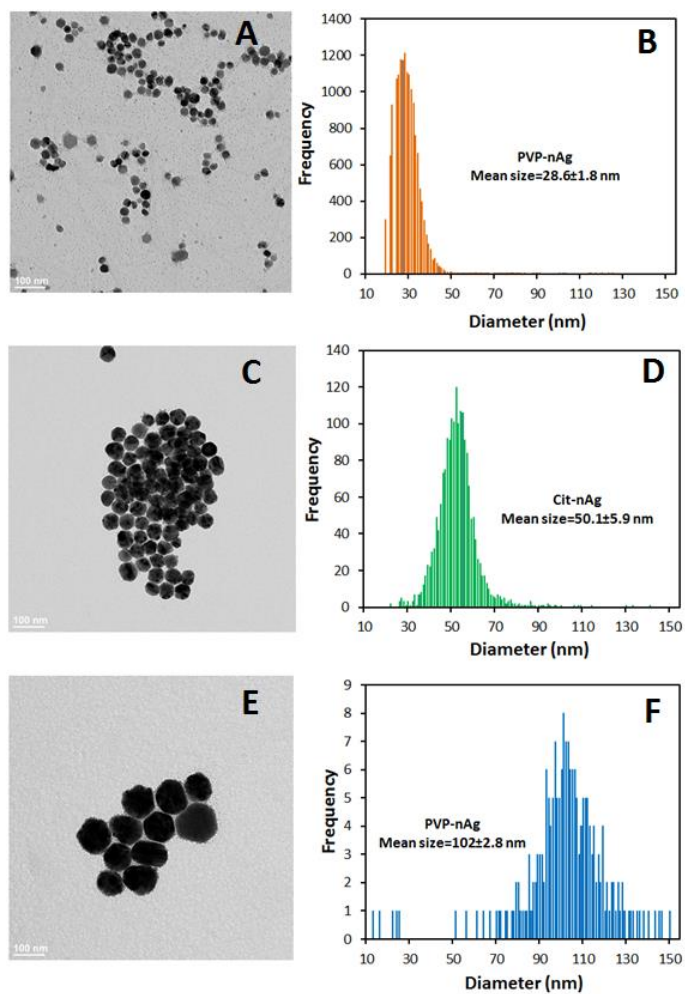 A
100 nm
B
1400
1200
1000
800
600
400
200
0
Frequency
PVP-nAg
Mean size=28.6±1.8 nm
10 30 50 70 90 110 130 150
Diameter (nm)
C
100 nm
D
140
120
100
80
60
40
20
0
Frequency
Cit-nAg
Mean size=50.1±5.9 nm
10 30 50 70 90 110 130 150
Diameter (nm)
E
100 nm
F
9
8
7
6
5
4
3
2
1
0
Frequency
PVP-nAg
Mean size=102±2.8 nm
10 30 50 70 90 110 130 150
Diameter (nm)